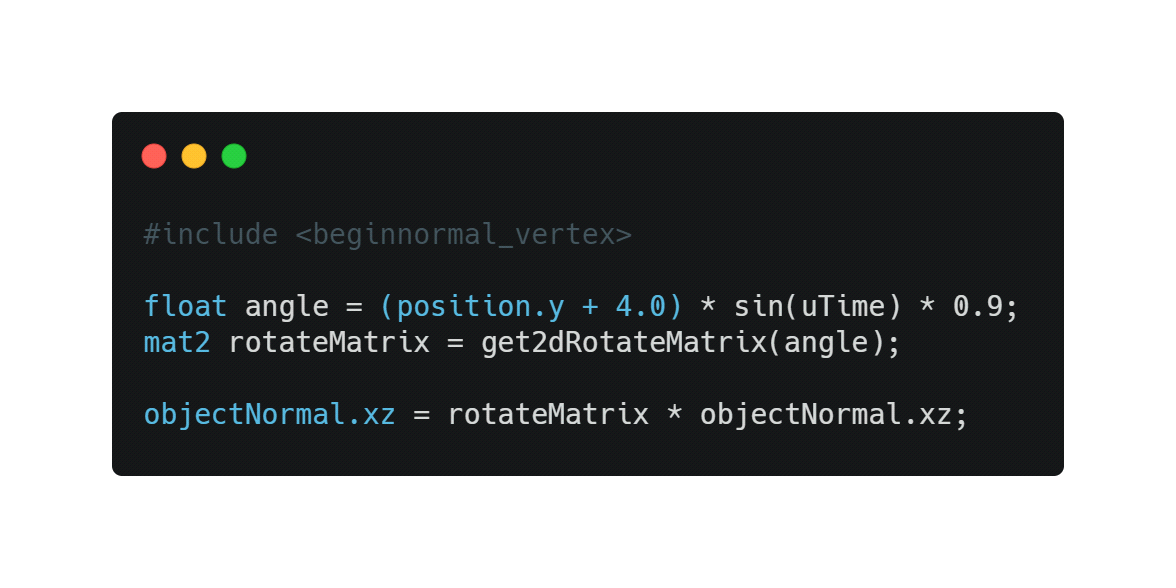 #include <beginnormal_vertex>
float angle = (position.y + 4.0) * sin(uTime) * 0.9;
mat2 rotateMatrix = get2dRotateMatrix(angle);
objectNormal.xz = rotateMatrix * objectNormal.xz;